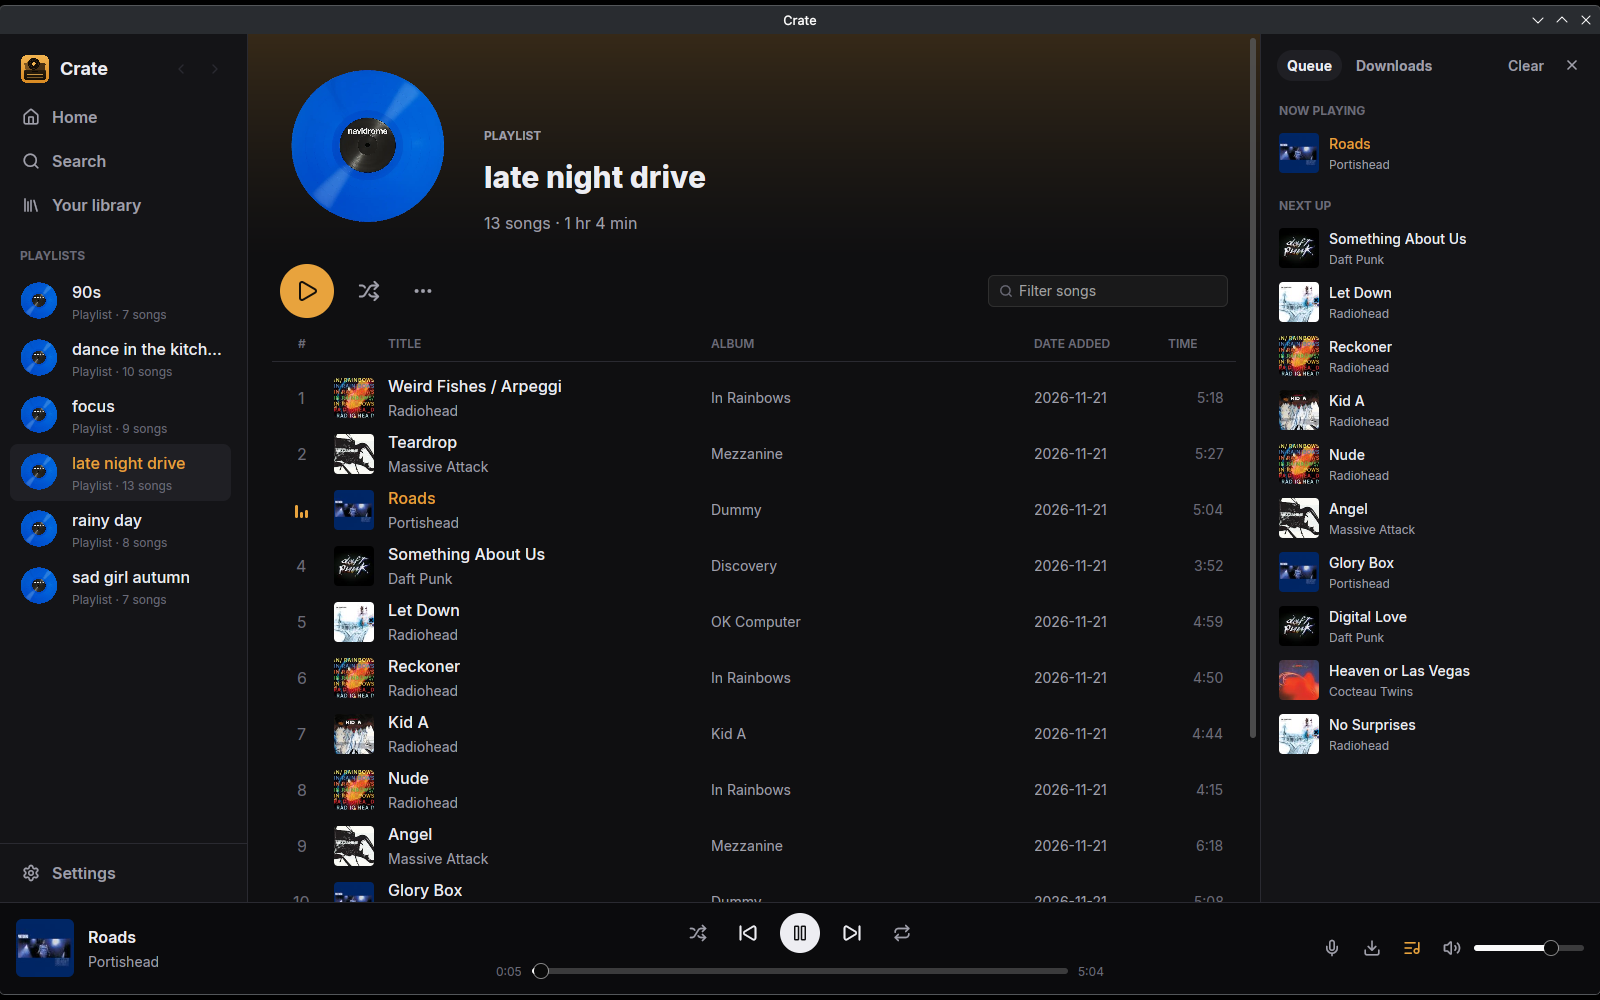 Crate
Crate
Home
Search
Your library
PLAYLISTS
90s
Playlist · 7 songs
dance in the kitch...
Playlist · 10 songs
focus
Playlist · 9 songs
late night drive
Playlist · 13 songs
rainy day
Playlist · 8 songs
sad girl autumn
Playlist · 7 songs
Settings
navidrome
PLAYLIST
late night drive
13 songs · 1 hr 4 min
Filter songs
# TITLE ALBUM DATE ADDED TIME
1 Weird Fishes / Arpeggi Radiohead In Rainbows 2026-11-21 5:18
2 Teardrop Massive Attack Mezzanine 2026-11-21 5:27
Roads Portishead Dummy 2026-11-21 5:04
4 Something About Us Daft Punk Discovery 2026-11-21 3:52
5 Let Down Radiohead OK Computer 2026-11-21 4:59
6 Reckoner Radiohead In Rainbows 2026-11-21 4:50
7 Kid A Radiohead Kid A 2026-11-21 4:44
8 Nude Radiohead In Rainbows 2026-11-21 4:15
9 Angel Massive Attack Mezzanine 2026-11-21 6:18
10 Glory Box Dummy 2026-11-21 5:08
Queue Downloads Clear
NOW PLAYING
Roads
Portishead
NEXT UP
Something About Us
Daft Punk
Let Down
Radiohead
Reckoner
Radiohead
Kid A
Radiohead
Nude
Radiohead
Angel
Massive Attack
Glory Box
Portishead
Digital Love
Daft Punk
Heaven or Las Vegas
Cocteau Twins
No Surprises
Radiohead
Roads
Portishead
0:05 5:04